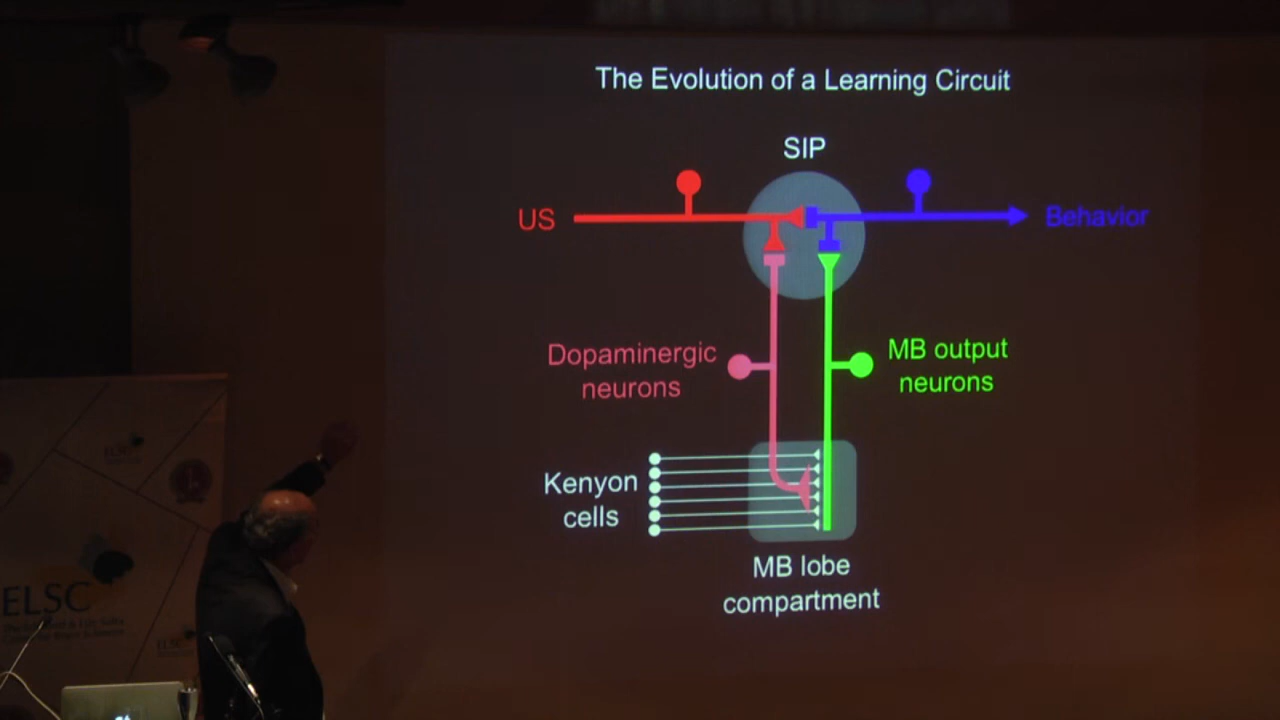 The Evolution of a Learning Circuit
SIP
US
Behavior
Dopaminergic
neurons
MB output
neurons
Kenyon
cells
MB lobe
compartment
ELSC